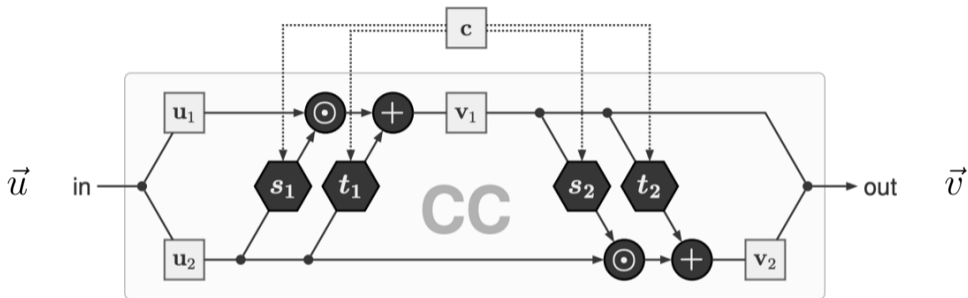 c
u₁ ⊙ + v₁
s₁ t₁ s₂ t₂
u⃗ in CC out v⃗
u₂ ⊙ + v₂